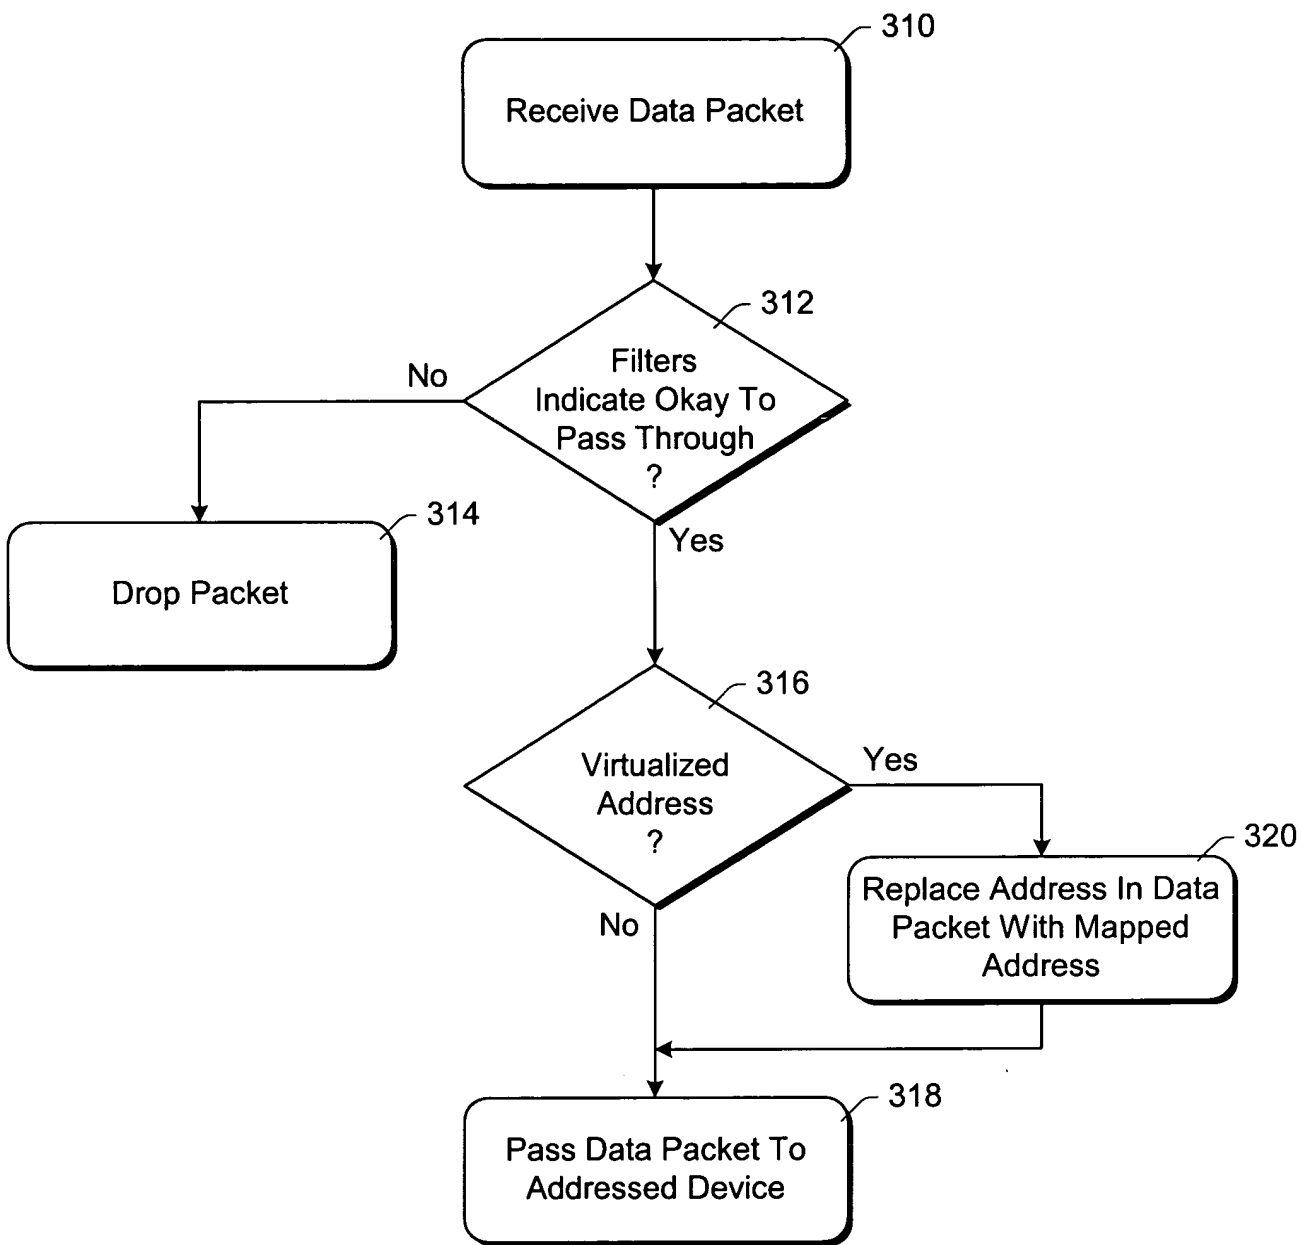 310
Receive Data Packet
312
Filters
Indicate Okay To
Pass Through
?
No
Yes
314
Drop Packet
316
Virtualized
Address
?
Yes
No
320
Replace Address In Data
Packet With Mapped
Address
318
Pass Data Packet To
Addressed Device